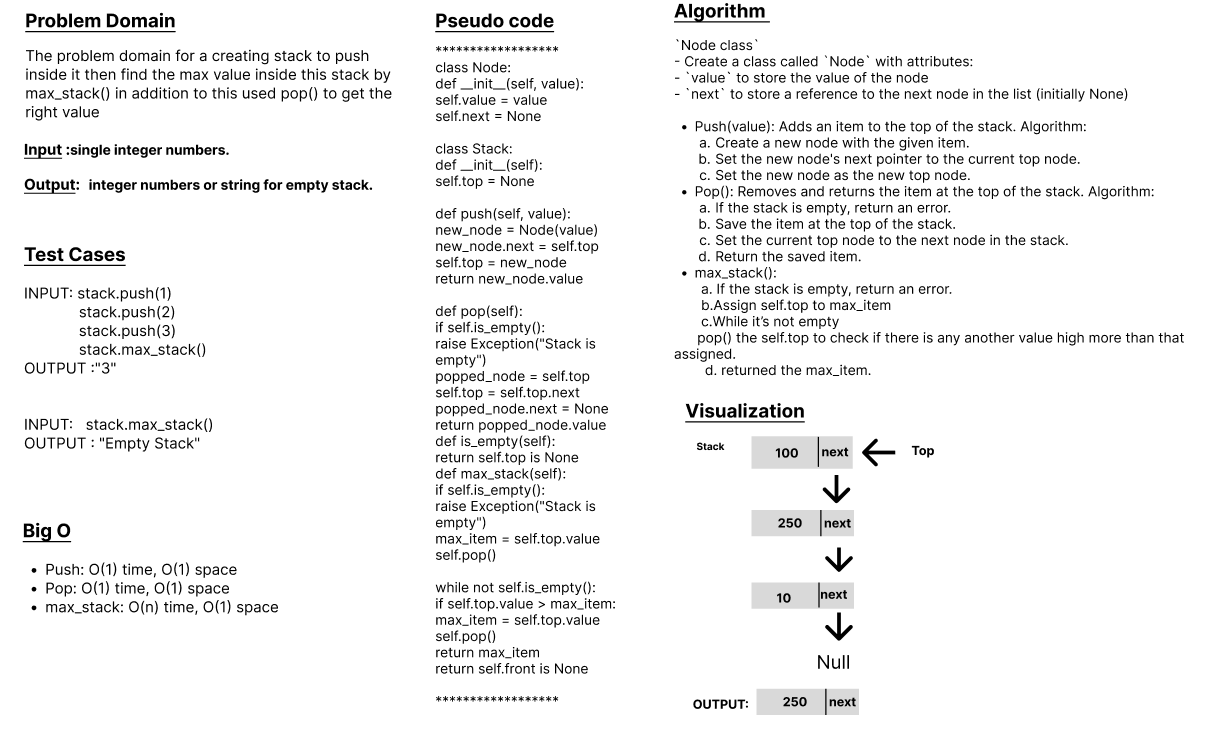 Problem Domain
The problem domain for a creating stack to push
inside it then find the max value inside this stack by
max_stack() in addition to this used pop() to get the
right value
Input :single integer numbers.
Output: integer numbers or string for empty stack.
Test Cases
INPUT: stack.push(1)
stack.push(2)
stack.push(3)
stack.max_stack()
OUTPUT :"3"
INPUT: stack.max_stack()
OUTPUT : "Empty Stack"
Big O
• Push: O(1) time, O(1) space
• Pop: O(1) time, O(1) space
• max_stack: O(n) time, O(1) space
Pseudo code
******************
class Node:
def __init__(self, value):
self.value = value
self.next = None
class Stack:
def __init__(self):
self.top = None
def push(self, value):
new_node = Node(value)
new_node.next = self.top
self.top = new_node
return new_node.value
def pop(self):
if self.is_empty():
raise Exception("Stack is
empty")
popped_node = self.top
self.top = self.top.next
popped_node.next = None
return popped_node.value
def is_empty(self):
return self.top is None
def max_stack(self):
if self.is_empty():
raise Exception("Stack is
empty")
max_item = self.top.value
self.pop()
while not self.is_empty():
if self.top.value > max_item:
max_item = self.top.value
self.pop()
return max_item
return self.front is None
******************
Algorithm
`Node class`
- Create a class called `Node` with attributes:
- `value` to store the value of the node
- `next` to store a reference to the next node in the list (initially None)
• Push(value): Adds an item to the top of the stack. Algorithm:
a. Create a new node with the given item.
b. Set the new node's next pointer to the current top node.
c. Set the new node as the new top node.
• Pop(): Removes and returns the item at the top of the stack. Algorithm:
a. If the stack is empty, return an error.
b. Save the item at the top of the stack.
c. Set the current top node to the next node in the stack.
d. Return the saved item.
• max_stack():
a. If the stack is empty, return an error.
b.Assign self.top to max_item
c.While it’s not empty
pop() the self.top to check if there is any another value high more than that
assigned.
d. returned the max_item.
Visualization
Stack 100 next Top
250 next
10 next
Null
OUTPUT: 250 next